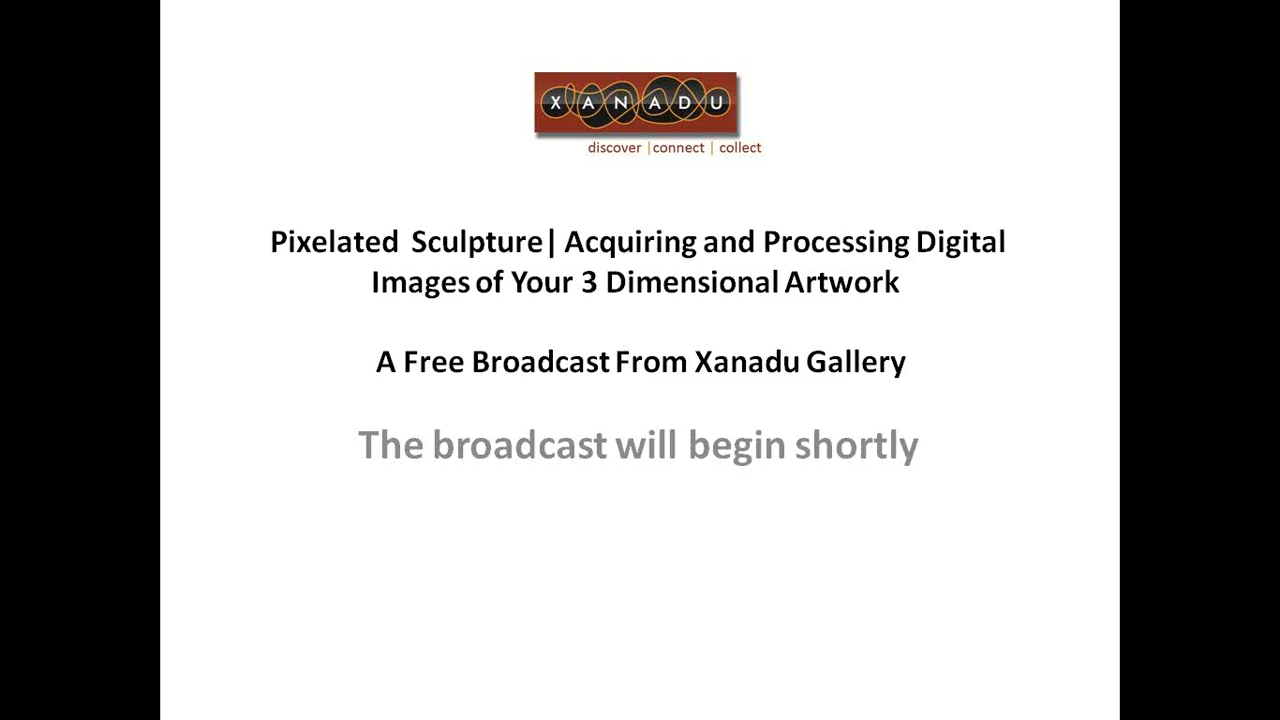 XANADU
discover |connect | collect
Pixelated Sculpture| Acquiring and Processing Digital
Images of Your 3 Dimensional Artwork
A Free Broadcast From Xanadu Gallery
The broadcast will begin shortly